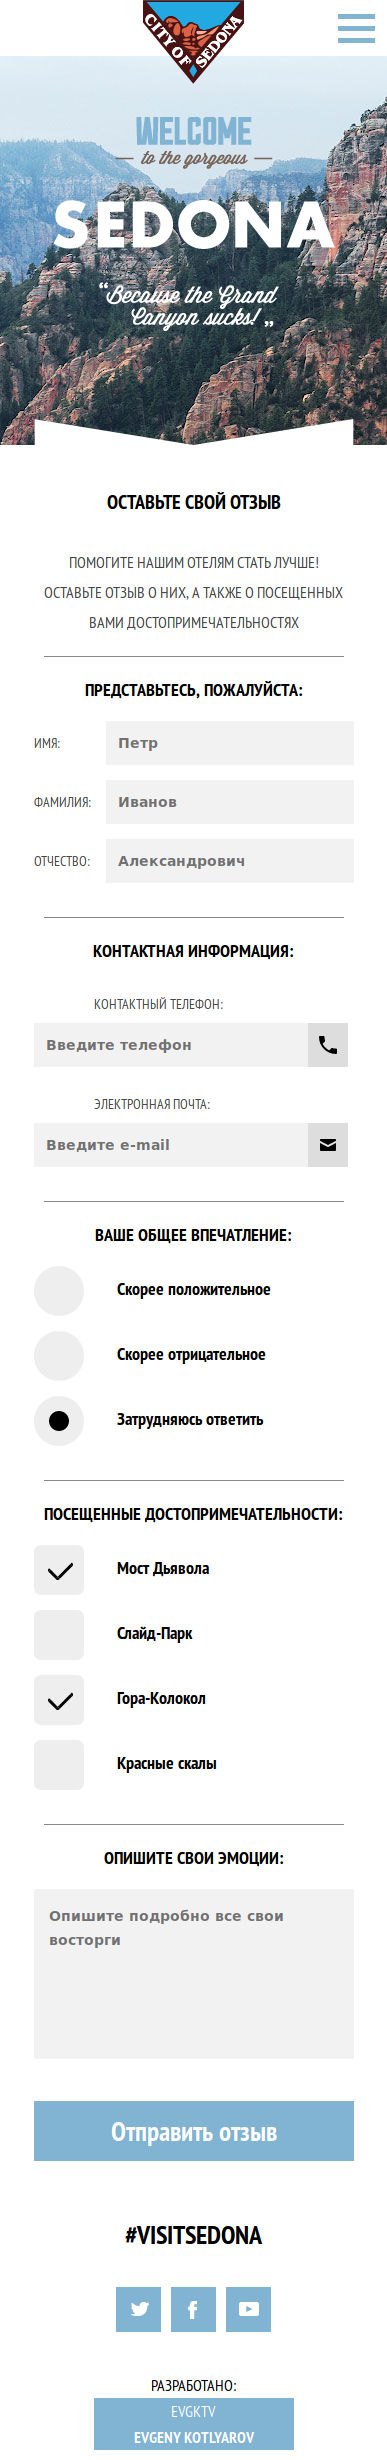 CITY OF SEDONA
WELCOME
to the gorgeous
SEDONA
“Because the Grand
Canyon sucks!„
ОСТАВЬТЕ СВОЙ ОТЗЫВ
ПОМОГИТЕ НАШИМ ОТЕЛЯМ СТАТЬ ЛУЧШЕ!
ОСТАВЬТЕ ОТЗЫВ О НИХ, А ТАКЖЕ О ПОСЕЩЕННЫХ
ВАМИ ДОСТОПРИМЕЧАТЕЛЬНОСТЯХ
ПРЕДСТАВЬТЕСЬ, ПОЖАЛУЙСТА:
ИМЯ:
Петр
ФАМИЛИЯ:
Иванов
ОТЧЕСТВО:
Александрович
КОНТАКТНАЯ ИНФОРМАЦИЯ:
КОНТАКТНЫЙ ТЕЛЕФОН:
Введите телефон
ЭЛЕКТРОННАЯ ПОЧТА:
Введите e-mail
ВАШЕ ОБЩЕЕ ВПЕЧАТЛЕНИЕ:
Скорее положительное
Скорее отрицательное
Затрудняюсь ответить
ПОСЕЩЕННЫЕ ДОСТОПРИМЕЧАТЕЛЬНОСТИ:
Мост Дьявола
Слайд-Парк
Гора-Колокол
Красные скалы
ОПИШИТЕ СВОИ ЭМОЦИИ:
Опишите подробно все свои
восторги
Отправить отзыв
#VISITSEDONA
РАЗРАБОТАНО:
EVGKTV
EVGENY KOTLYAROV